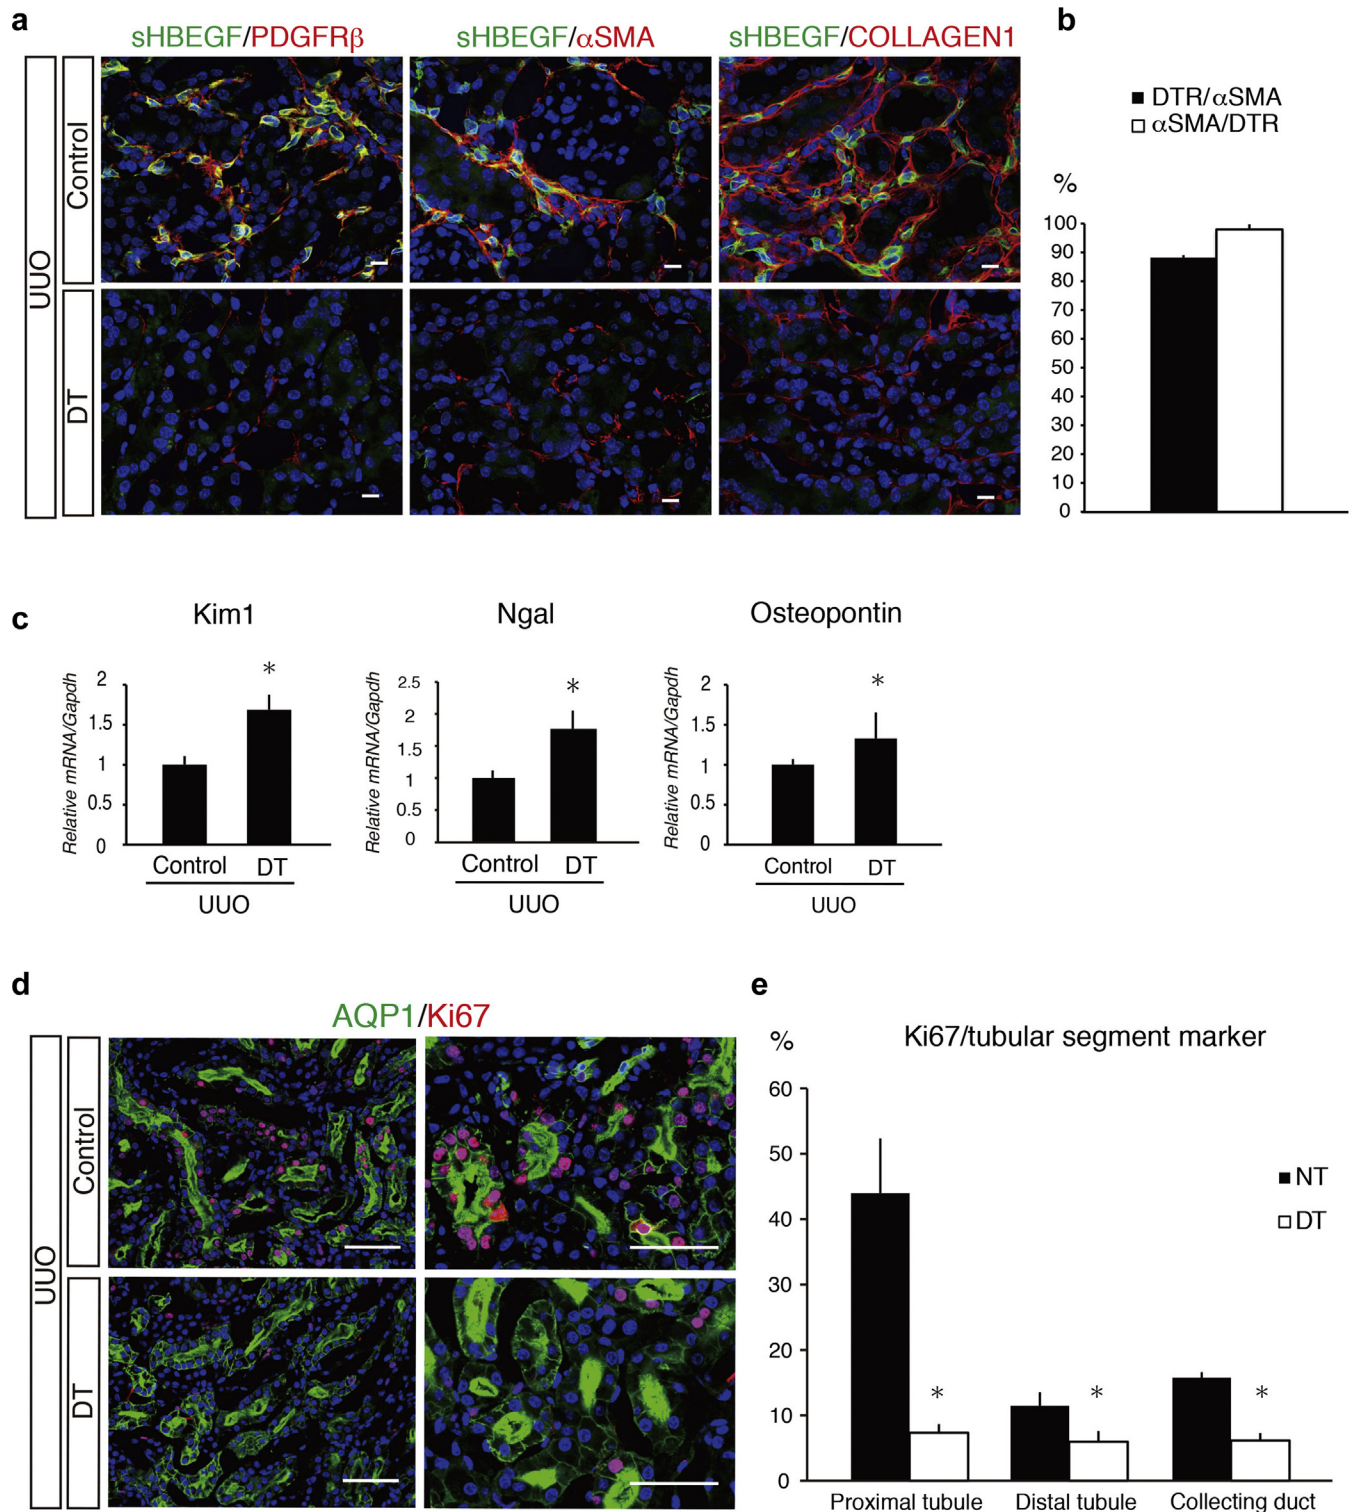 a
sHBEGF/PDGFRβ
sHBEGF/αSMA
sHBEGF/COLLAGEN1
UUO
Control
DT
b
DTR/αSMA
αSMA/DTR
%
100
90
80
70
60
50
40
30
20
10
0
c
Kim1
Relative mRNA/Gapdh
2
1.5
1
0.5
0
*
Control DT
UUO
Ngal
Relative mRNA/Gapdh
2.5
2
1.5
1
0.5
0
*
Control DT
UUO
Osteopontin
Relative mRNA/Gapdh
2
1.5
1
0.5
0
*
Control DT
UUO
d
AQP1/Ki67
UUO
Control
DT
e
%
Ki67/tubular segment marker
60
50
40
30
20
10
0
NT
DT
* * *
Proximal tubule Distal tubule Collecting duct